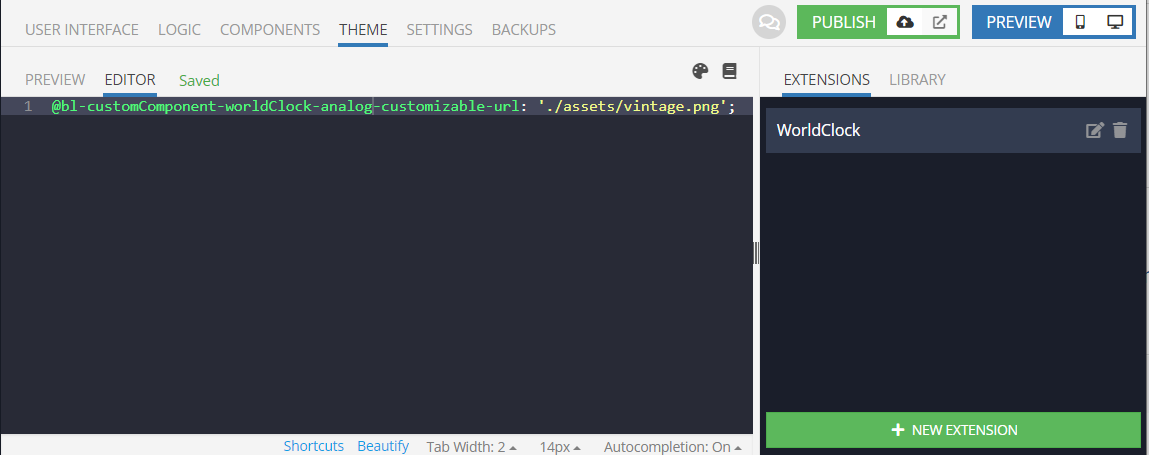 USER INTERFACE LOGIC COMPONENTS THEME SETTINGS BACKUPS PUBLISH PREVIEW
PREVIEW EDITOR Saved
EXTENSIONS LIBRARY
1 @bl-customComponent-worldClock-analog-customizable-url: './assets/vintage.png';
WorldClock
NEW EXTENSION
Shortcuts Beautify Tab Width: 2 14px Autocompletion: On